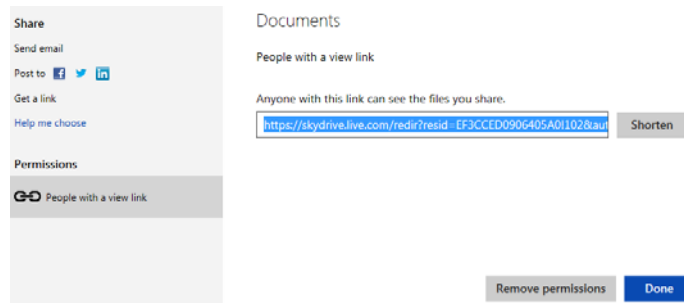 Share
Send email
Post to
Get a link
Help me choose
Permissions
People with a view link
Documents
People with a view link
Anyone with this link can see the files you share.
https://skydrive.live.com/redir?resid=EF3CCED0906405A0!102&aut
Shorten
Remove permissions
Done